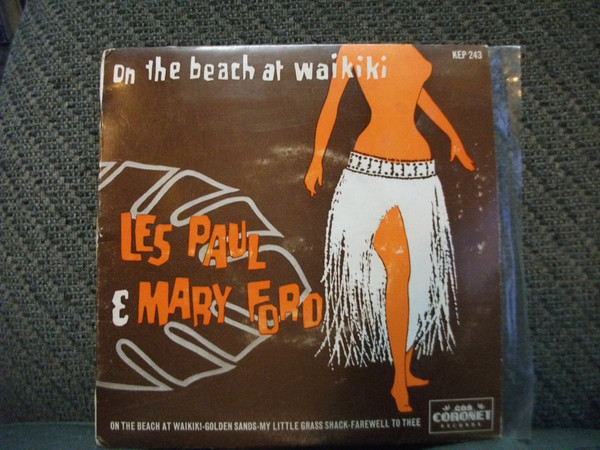 on the beach at waikiki
KEP 243
LES PAUL
& MARY FORD
CBS
CORONET
RECORDS
ON THE BEACH AT WAIKIKI-GOLDEN SANDS-MY LITTLE GRASS SHACK-FAREWELL TO THEE